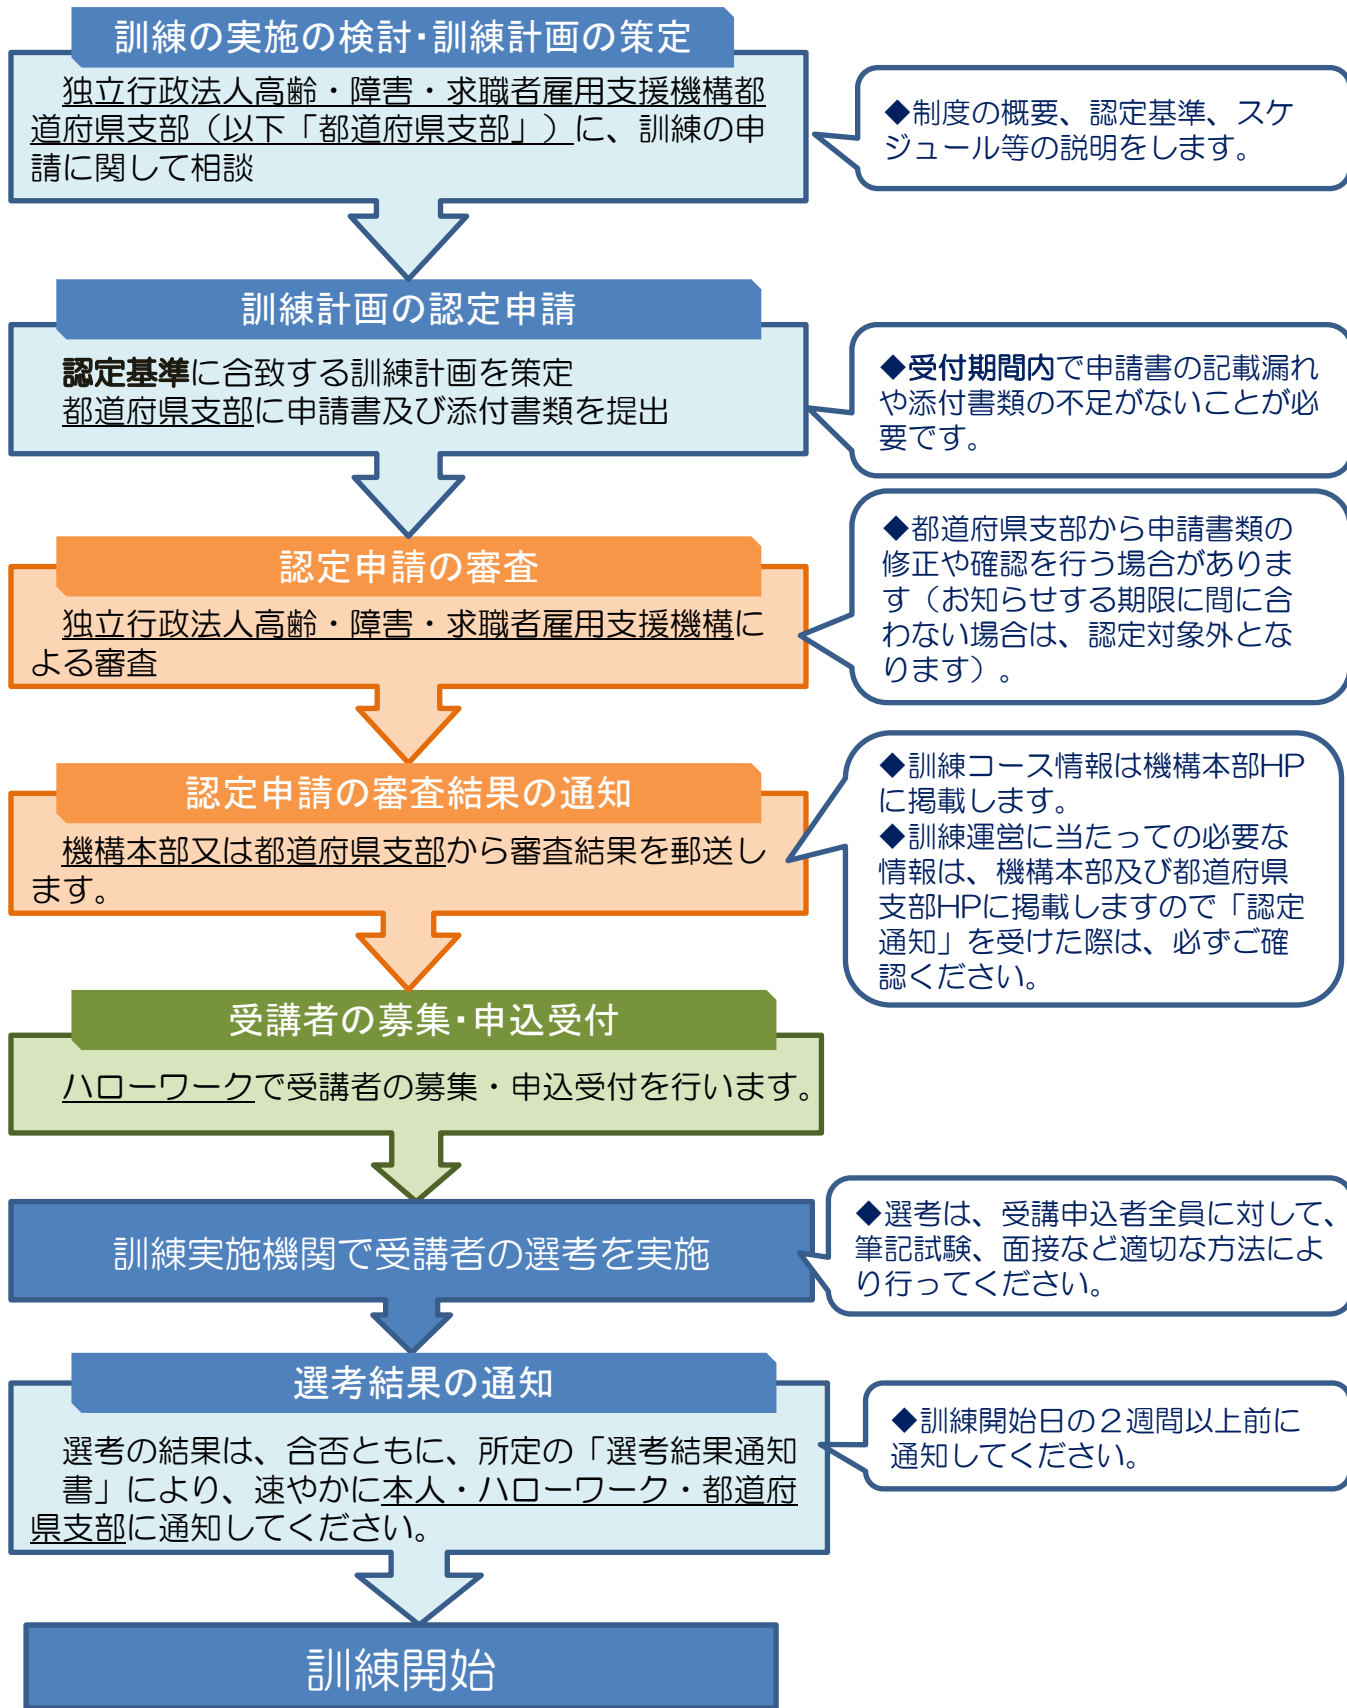 訓練の実施の検討・訓練計画の策定
独立行政法人高齢・障害・求職者雇用支援機構都
道府県支部（以下「都道府県支部」）に、訓練の申
請に関して相談
◆制度の概要、認定基準、スケ
ジュール等の説明をします。
訓練計画の認定申請
認定基準に合致する訓練計画を策定
都道府県支部に申請書及び添付書類を提出
◆受付期間内で申請書の記載漏れ
や添付書類の不足がないことが必
要です。
認定申請の審査
独立行政法人高齢・障害・求職者雇用支援機構に
よる審査
◆都道府県支部から申請書類の
修正や確認を行う場合がありま
す（お知らせする期限に間に合
わない場合は、認定対象外とな
ります）。
認定申請の審査結果の通知
機構本部又は都道府県支部から審査結果を郵送し
ます。
◆訓練コース情報は機構本部HP
に掲載します。
◆訓練運営に当たっての必要な
情報は、機構本部及び都道府県
支部HPに掲載しますので「認定
通知」を受けた際は、必ずご確
認ください。
受講者の募集・申込受付
ハローワークで受講者の募集・申込受付を行います。
訓練実施機関で受講者の選考を実施
◆選考は、受講申込者全員に対して、
筆記試験、面接など適切な方法によ
り行ってください。
選考結果の通知
選考の結果は、合否ともに、所定の「選考結果通知
書」により、速やかに本人・ハローワーク・都道府
県支部に通知してください。
◆訓練開始日の２週間以上前に
通知してください。
訓練開始